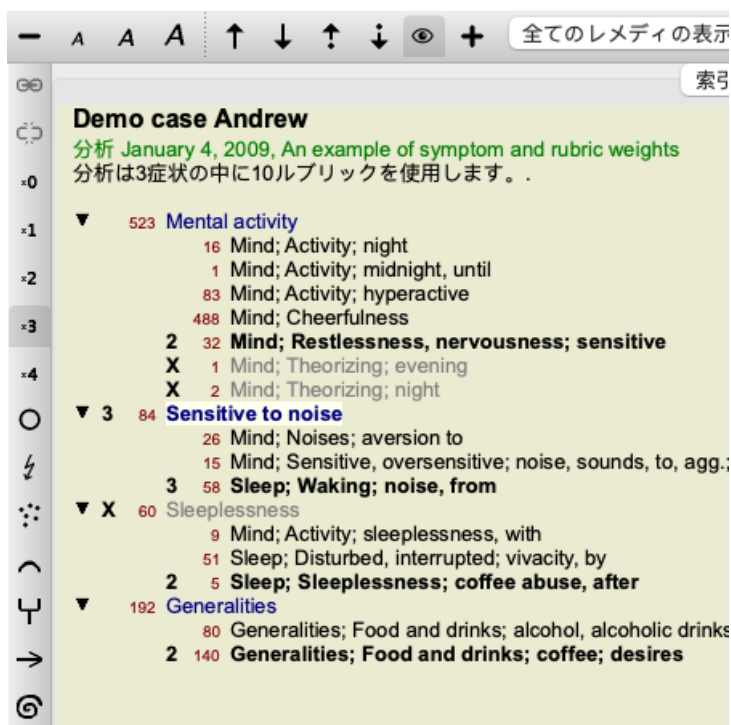 A A A 全てのレメディの表示
索引
Demo case Andrew
分析 January 4, 2009, An example of symptom and rubric weights
分析は3症状の中に10ルブリックを使用します。.
×0
×1
×2
×3
×4
523 Mental activity
16 Mind; Activity; night
1 Mind; Activity; midnight, until
83 Mind; Activity; hyperactive
488 Mind; Cheerfulness
2 32 Mind; Restlessness, nervousness; sensitive
X 1 Mind; Theorizing; evening
X 2 Mind; Theorizing; night
3 84 Sensitive to noise
26 Mind; Noises; aversion to
15 Mind; Sensitive, oversensitive; noise, sounds, to, agg.;
3 58 Sleep; Waking; noise, from
X 60 Sleeplessness
9 Mind; Activity; sleeplessness, with
51 Sleep; Disturbed, interrupted; vivacity, by
2 5 Sleep; Sleeplessness; coffee abuse, after
192 Generalities
80 Generalities; Food and drinks; alcohol, alcoholic drinks
2 140 Generalities; Food and drinks; coffee; desires